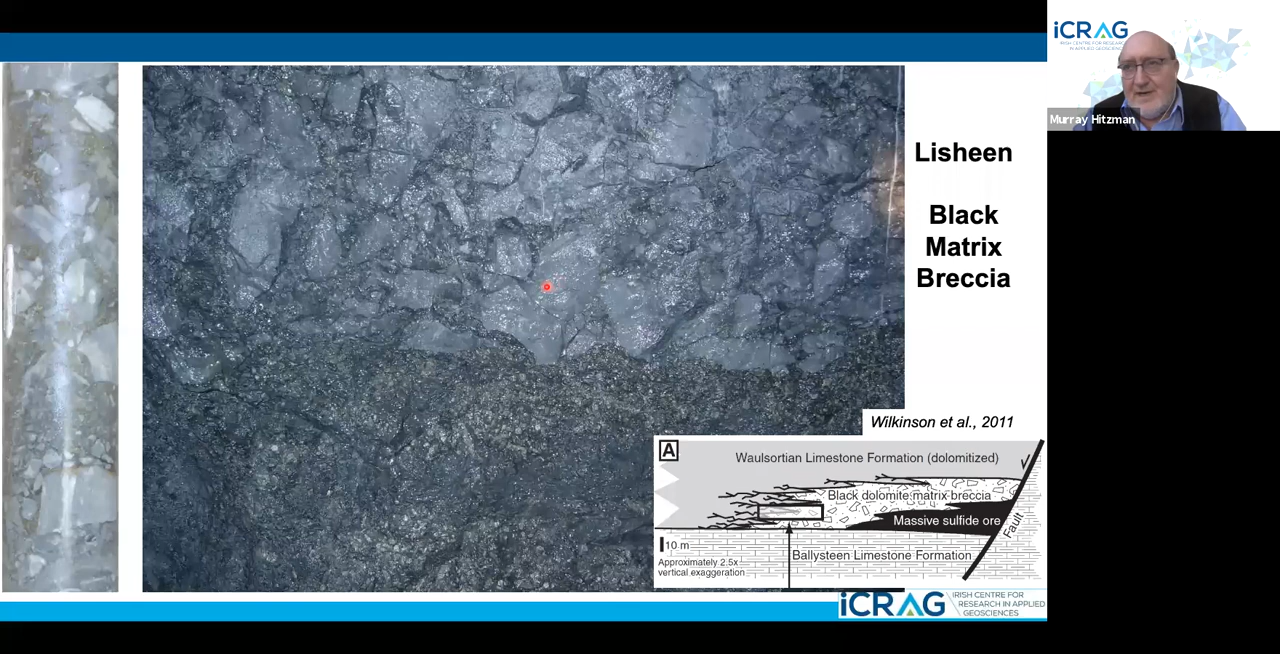 Lisheen
Black
Matrix
Breccia
Wilkinson et al., 2011
A
Waulsortian Limestone Formation (dolomitized)
Black dolomite matrix breccia
Massive sulfide ore
Fault
10 m
Approximately 2.5x
vertical exaggeration
Ballysteen Limestone Formation
iCRAG
IRISH CENTRE FOR
RESEARCH IN APPLIED
GEOSCIENCES
iCRAG
IRISH CENTRE FOR RESEARCH
IN APPLIED GEOSCIENCES
Murray Hitzman